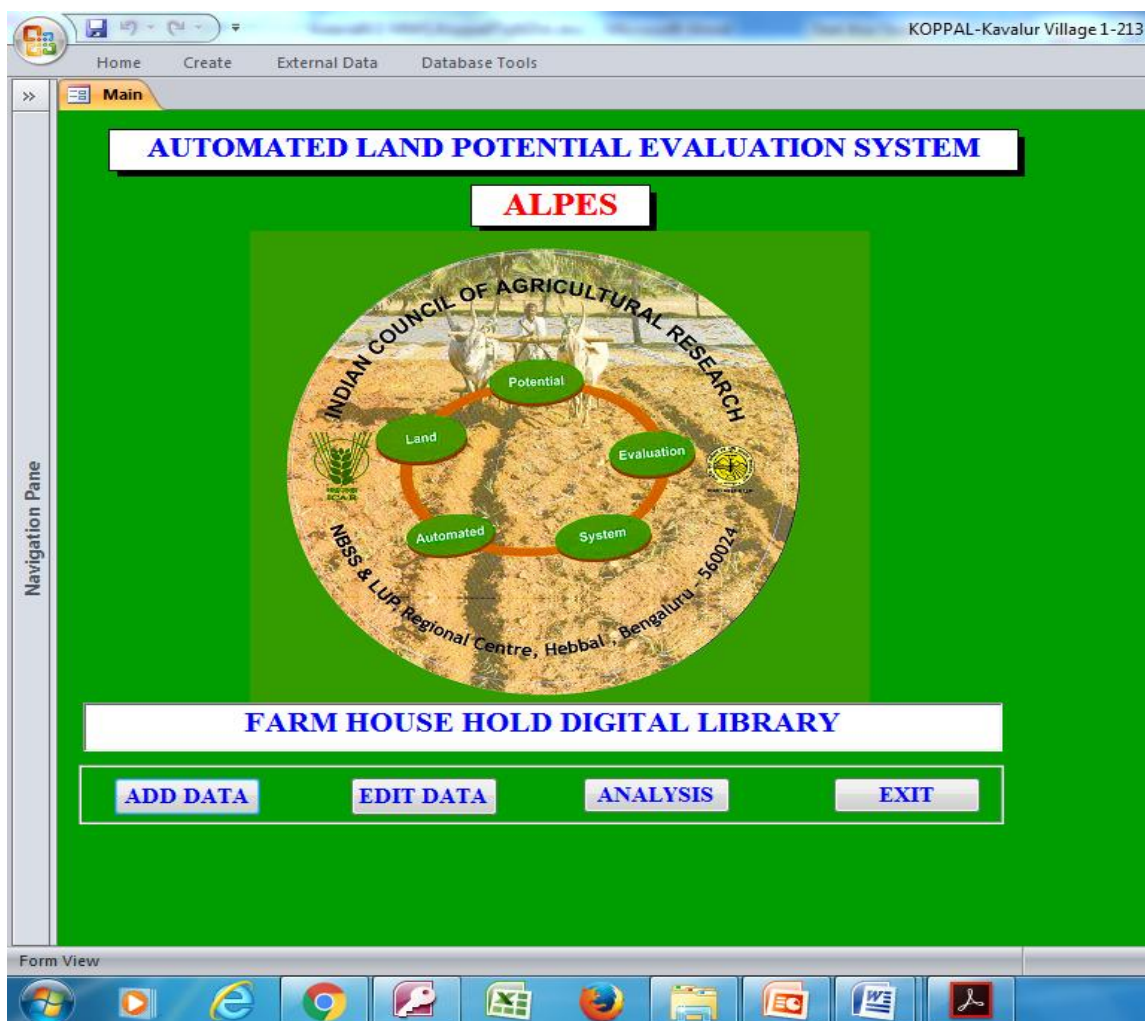 KOPPAL-Kavalur Village 1-213
Home Create External Data Database Tools
Main
Navigation Pane
AUTOMATED LAND POTENTIAL EVALUATION SYSTEM
ALPES
INDIAN COUNCIL OF AGRICULTURAL RESEARCH
Potential
Land
Evaluation
ICAR
Automated
System
NBSS & LUP, Regional Centre, Hebbal , Bengaluru - 560024
FARM HOUSE HOLD DIGITAL LIBRARY
ADD DATA EDIT DATA ANALYSIS EXIT
Form View